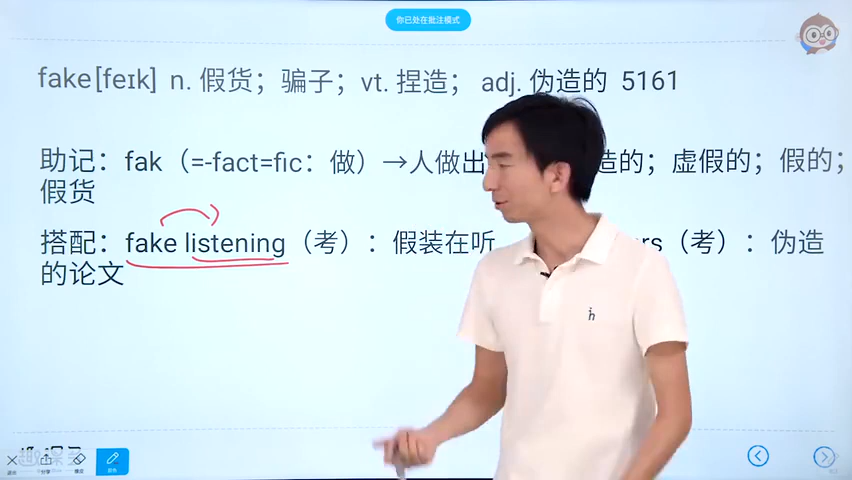 你已处在批注模式
fake[feɪk] n. 假货；骗子；vt. 捏造； adj. 伪造的 5161
助记：fak（=-fact=fic：做）→人做出 造的；虚假的；假的；
假货
搭配：fake listening（考）：假装在听 rs（考）：伪造
的论文
h